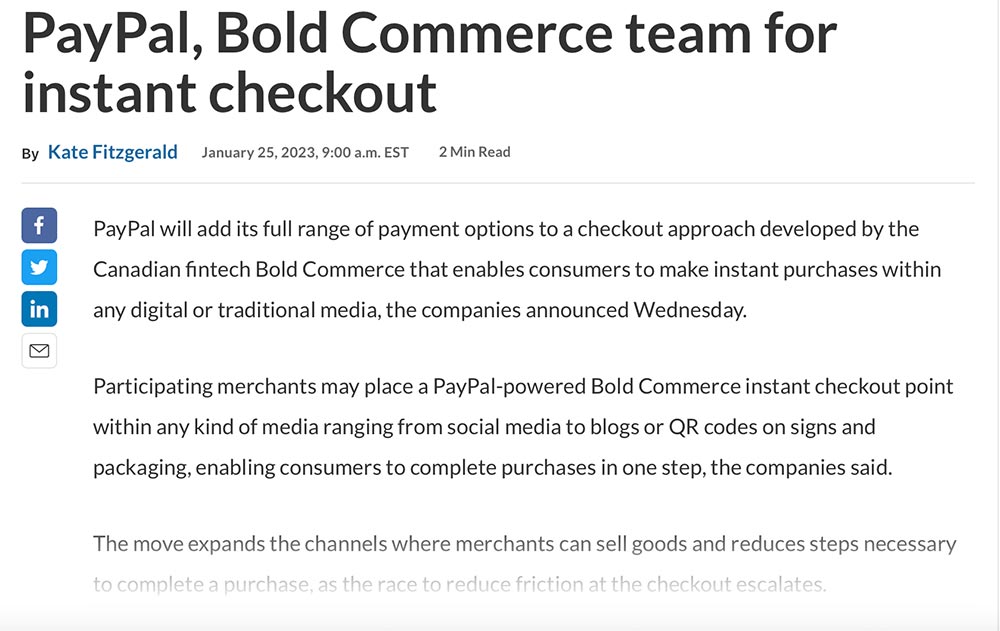 PayPal, Bold Commerce team for
instant checkout
By Kate Fitzgerald January 25, 2023, 9:00 a.m. EST 2 Min Read
PayPal will add its full range of payment options to a checkout approach developed by the
Canadian fintech Bold Commerce that enables consumers to make instant purchases within
any digital or traditional media, the companies announced Wednesday.
Participating merchants may place a PayPal-powered Bold Commerce instant checkout point
within any kind of media ranging from social media to blogs or QR codes on signs and
packaging, enabling consumers to complete purchases in one step, the companies said.
The move expands the channels where merchants can sell goods and reduces steps necessary
to complete a purchase, as the race to reduce friction at the checkout escalates.